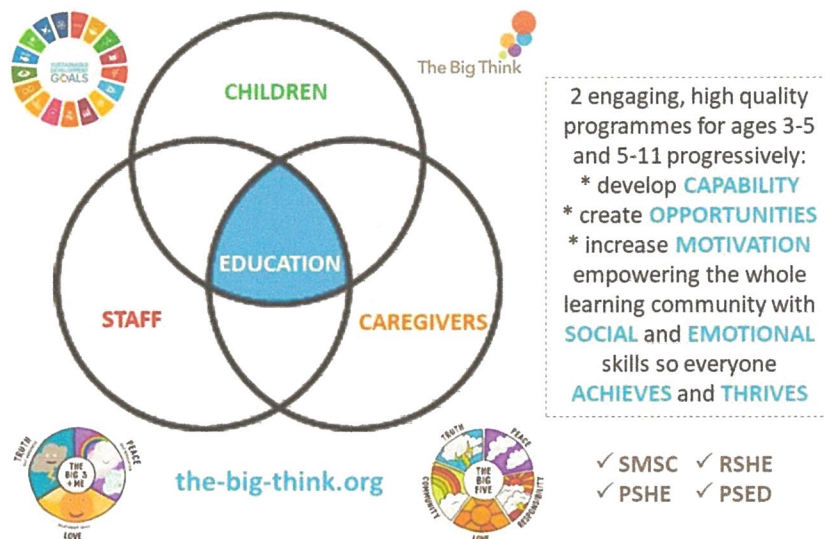 SUSTAINABLE
DEVELOPMENT
GOALS
CHILDREN
The Big Think
EDUCATION
STAFF
CAREGIVERS
2 engaging, high quality
programmes for ages 3-5
and 5-11 progressively:
* develop CAPABILITY
* create OPPORTUNITIES
* increase MOTIVATION
empowering the whole
learning community with
SOCIAL and EMOTIONAL
skills so everyone
ACHIEVES and THRIVES
TRUTH
PEACE
THE
BIG 3
+ ME
LOVE
the-big-think.org
TRUTH
PEACE
COMMUNITY
RESPONSIBILITY
THE
BIG
FIVE
LOVE
✓ SMSC ✓ RSHE
✓ PSHE ✓ PSED